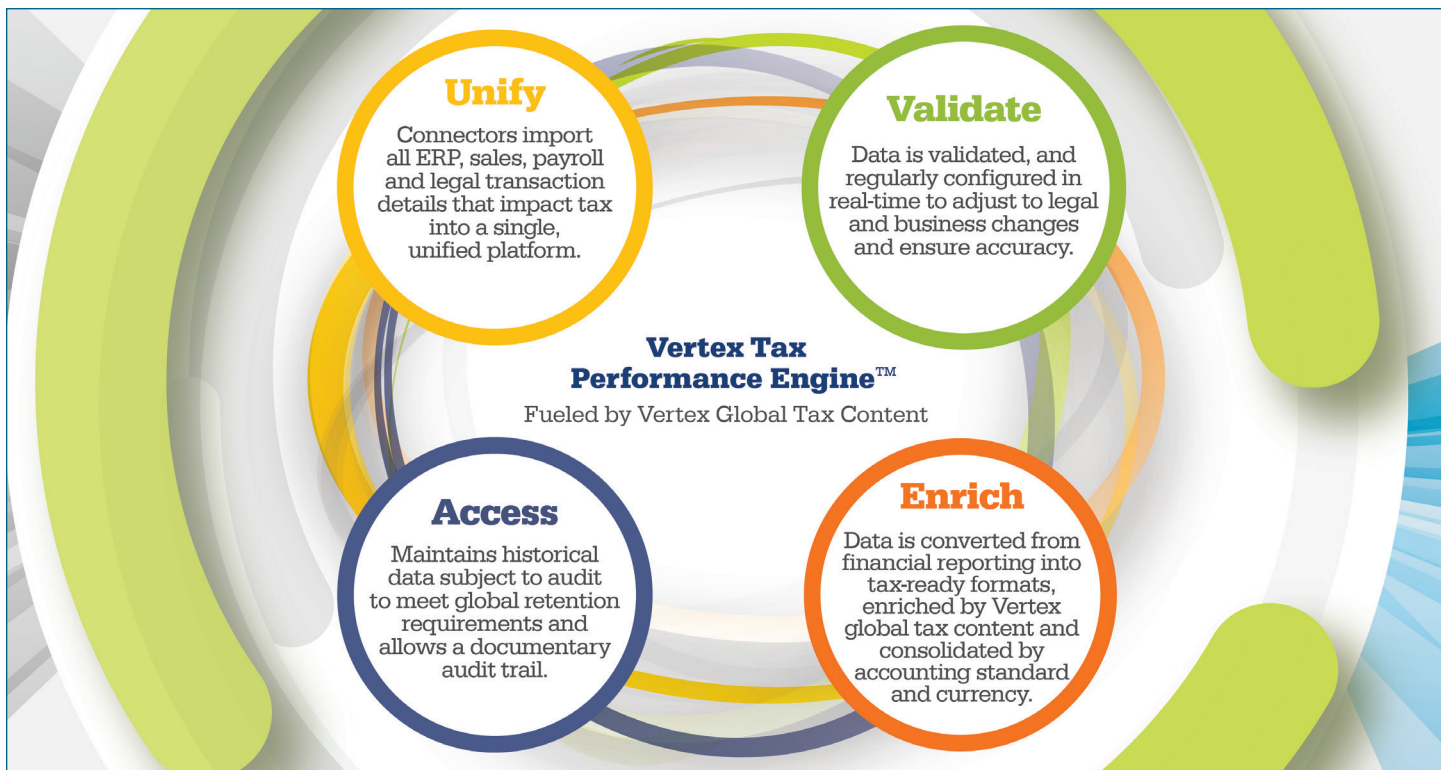 Unify
Connectors import
all ERP, sales, payroll
and legal transaction
details that impact tax
into a single,
unified platform.
Validate
Data is validated, and
regularly configured in
real-time to adjust to legal
and business changes
and ensure accuracy.
Vertex Tax
Performance Engine™
Fueled by Vertex Global Tax Content
Access
Maintains historical
data subject to audit
to meet global retention
requirements and
allows a documentary
audit trail.
Enrich
Data is converted from
financial reporting into
tax-ready formats,
enriched by Vertex
global tax content and
consolidated by
accounting standard
and currency.